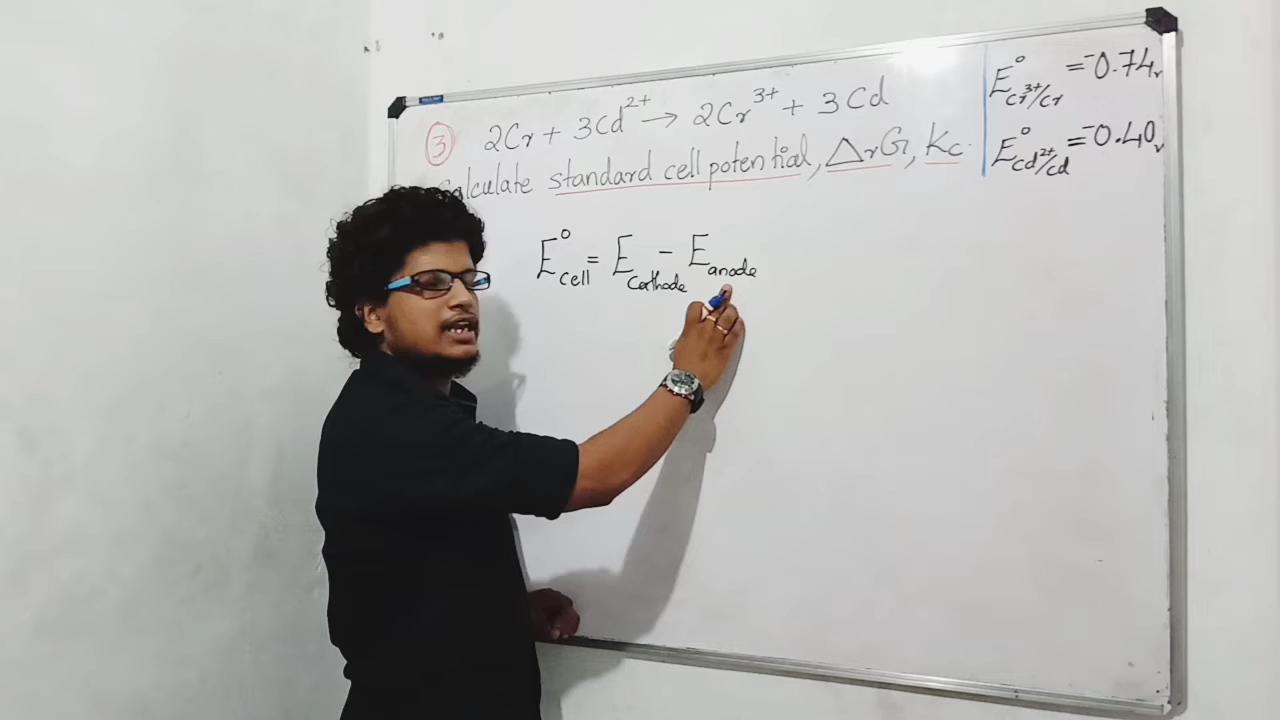 ③ 2Cr + 3Cd²⁺ → 2Cr³⁺ + 3Cd
Calculate standard cell potential, ΔrG, Kc.
E°Cr³⁺/Cr = -0.74v
E°Cd²⁺/Cd = -0.40v
E°cell = Ecathode - Eanode